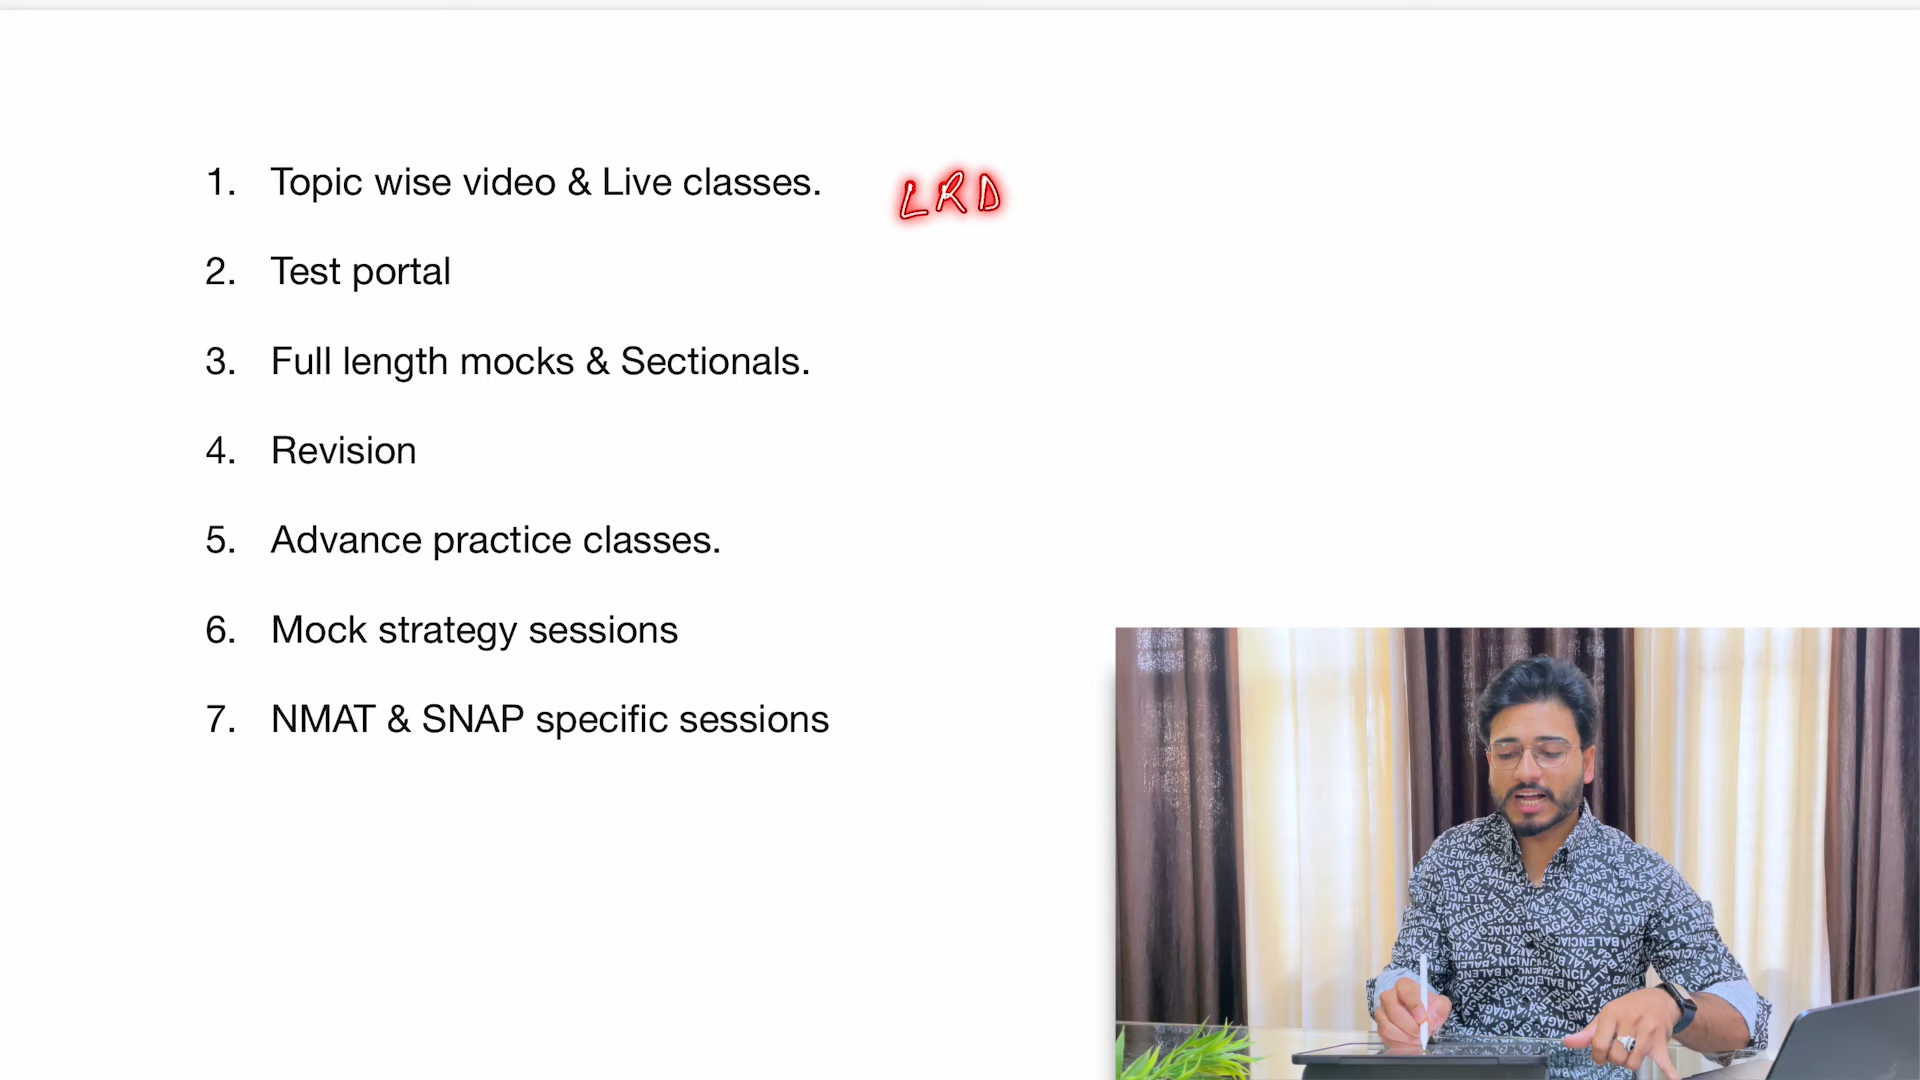 1. Topic wise video & Live classes. LRD
2. Test portal
3. Full length mocks & Sectionals.
4. Revision
5. Advance practice classes.
6. Mock strategy sessions
7. NMAT & SNAP specific sessions